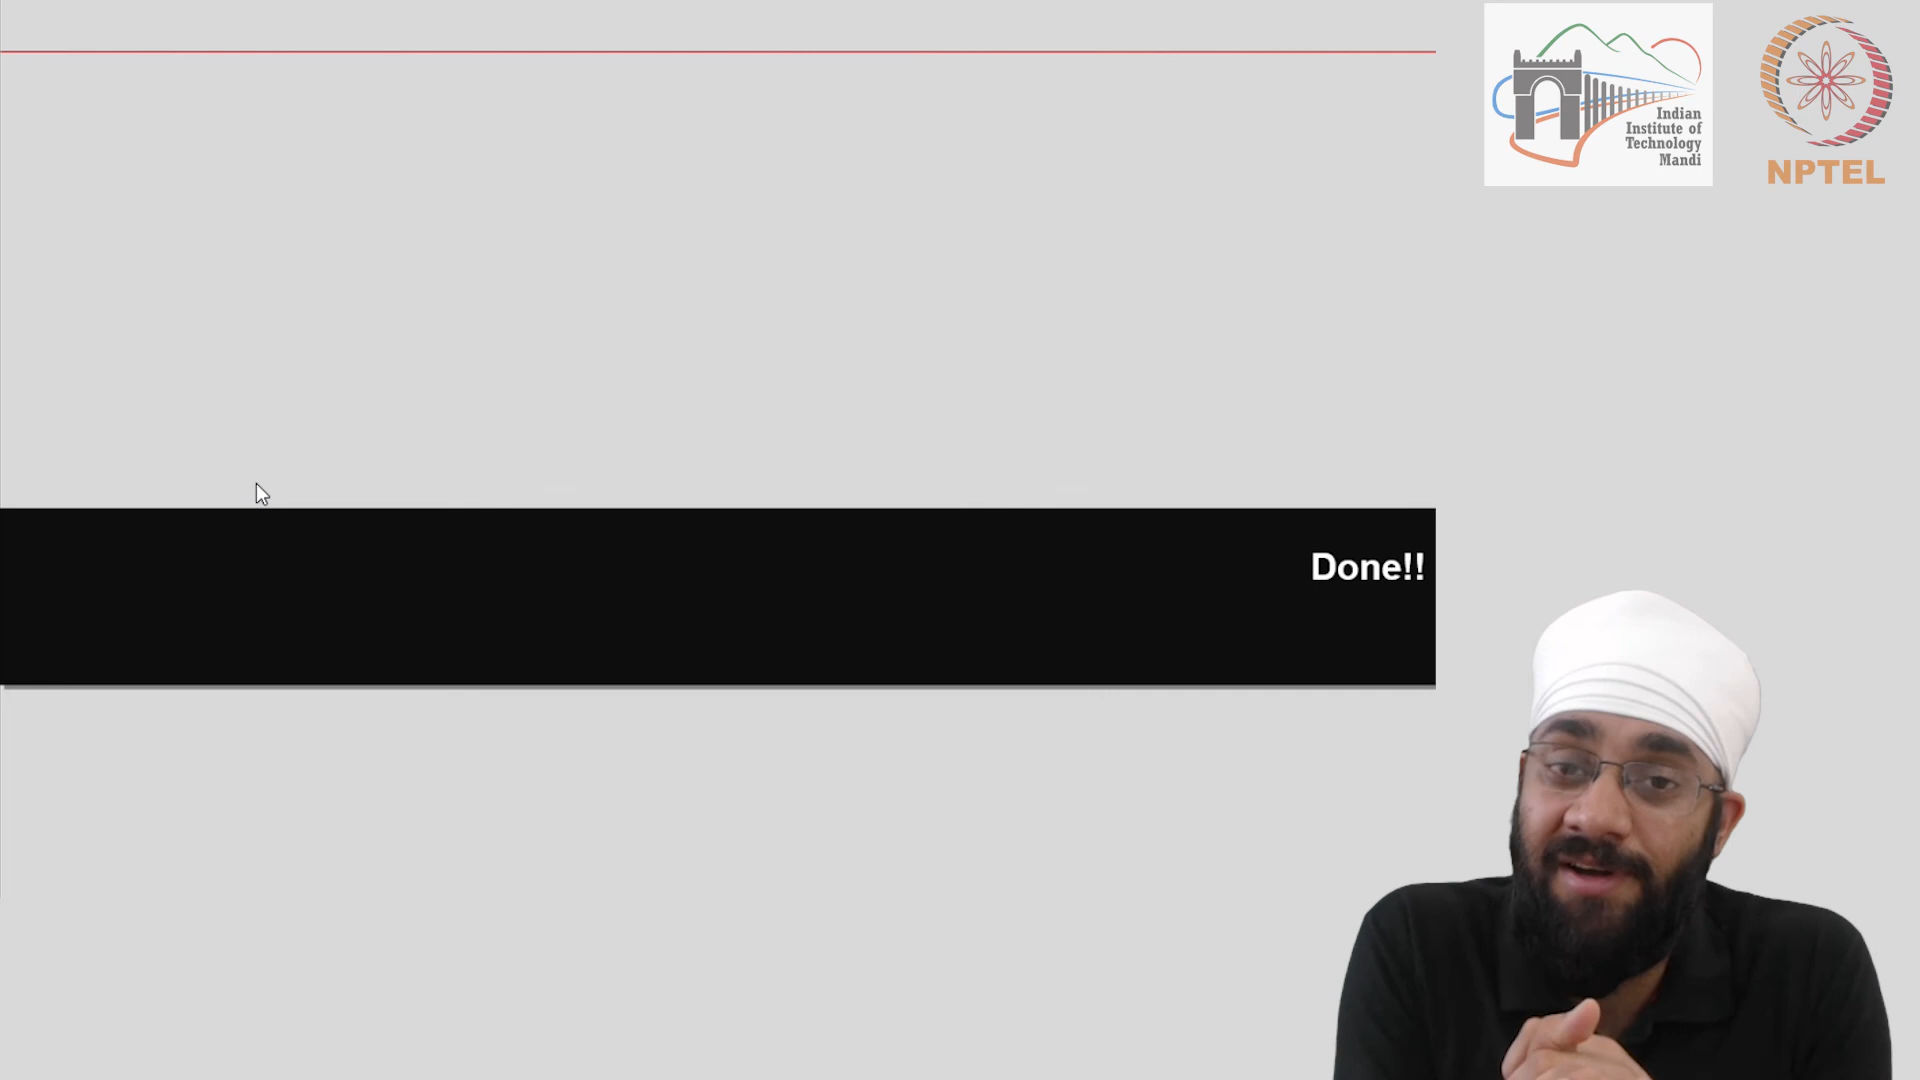 Indian
Institute of
Technology
Mandi
NPTEL
Done!!